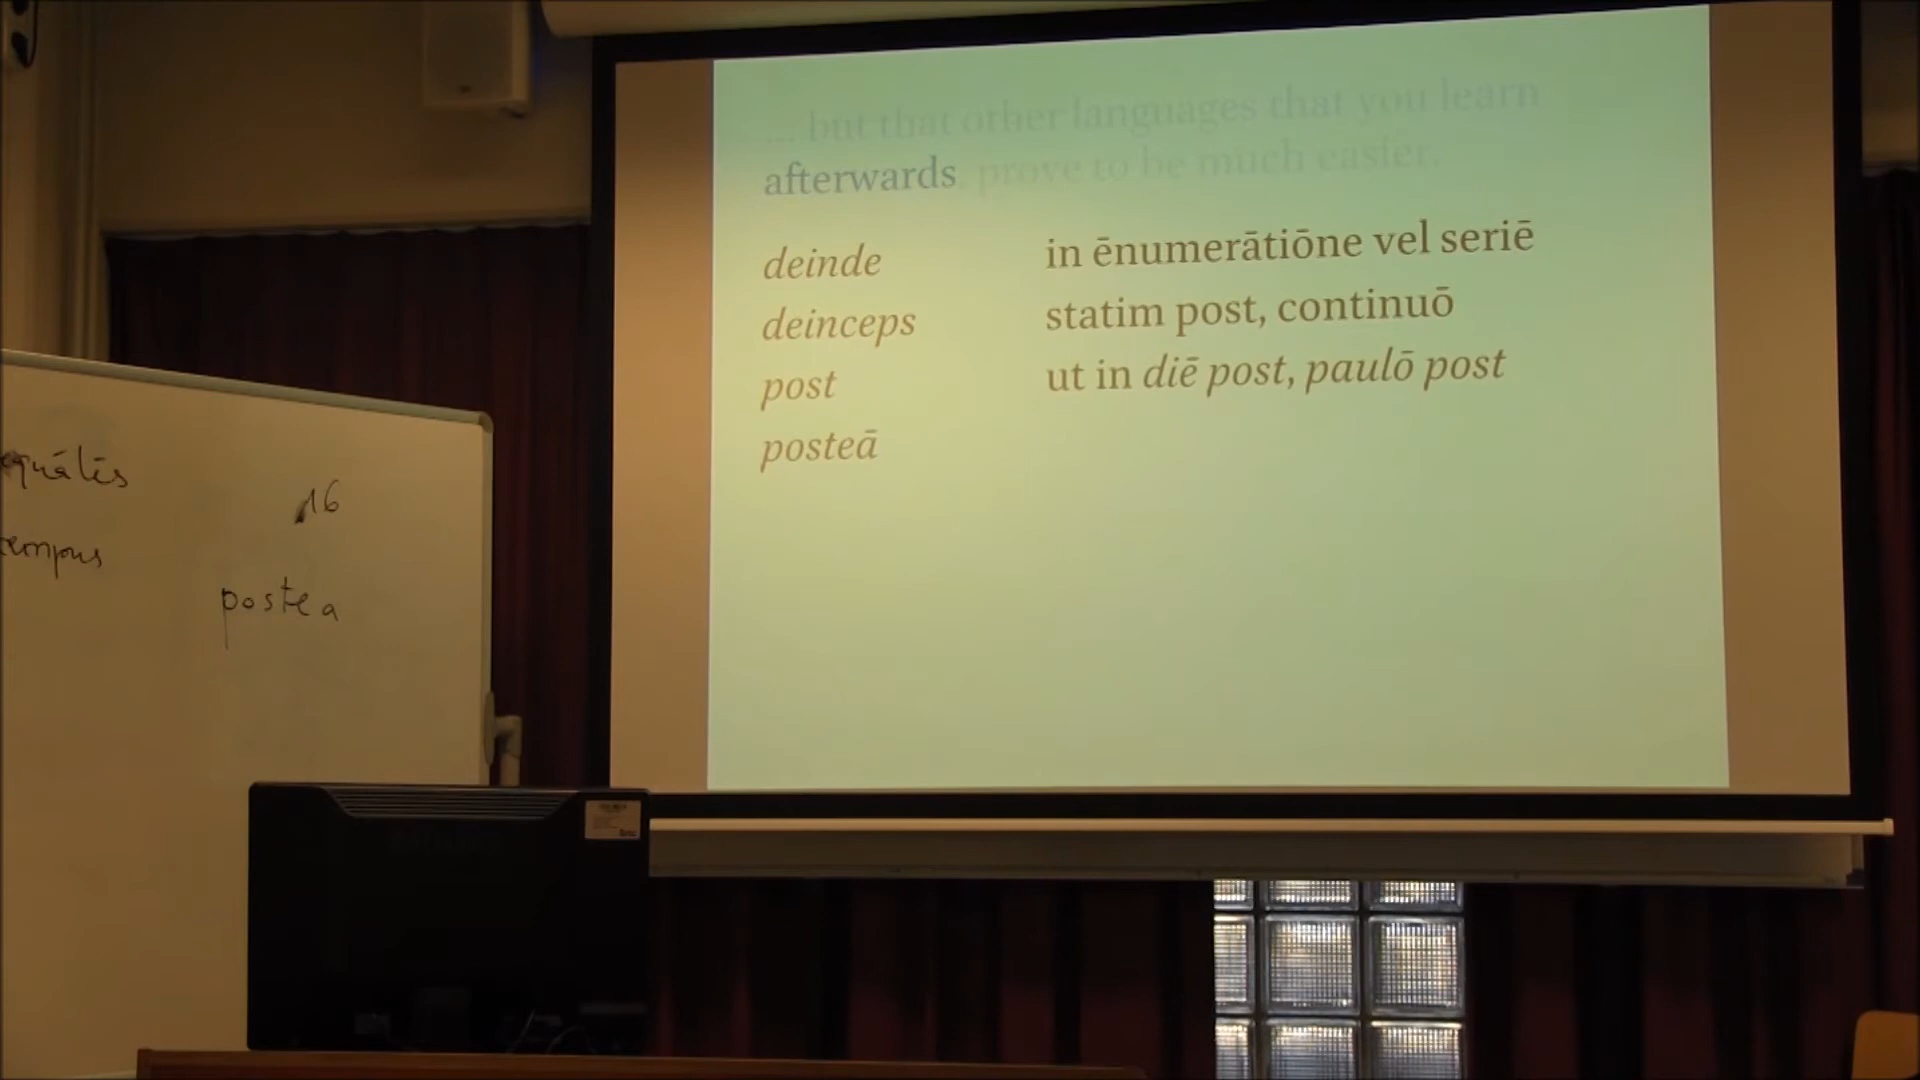 ... but that other languages that you learn
afterwards, prove to be much easier.
deinde in ēnumerātiōne vel seriē
deinceps statim post, continuō
post ut in diē post, paulō post
posteā
16
postea